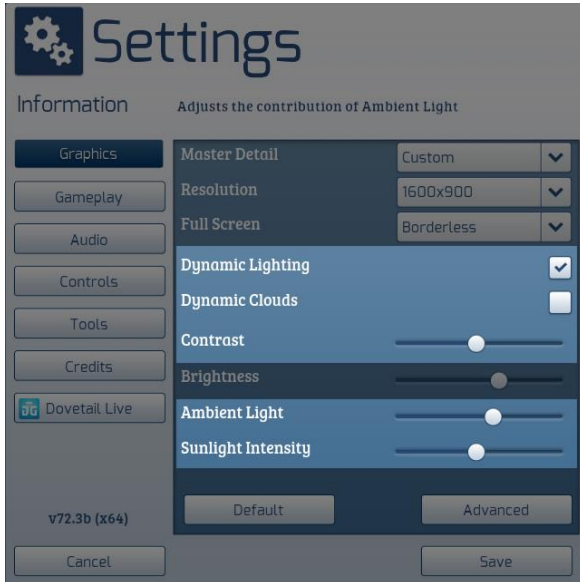 Settings
Information
Adjusts the contribution of Ambient Light
Graphics
Gameplay
Audio
Controls
Tools
Credits
Dovetail Live
v72.3b (x64)
Master Detail Custom
Resolution 1600x900
Full Screen Borderless
Dynamic Lighting
Dynamic Clouds
Contrast
Brightness
Ambient Light
Sunlight Intensity
Default Advanced
Cancel Save